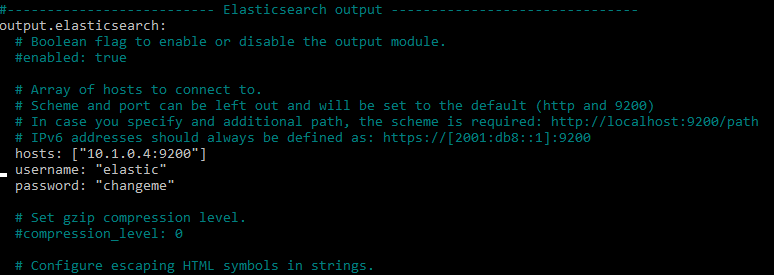 #-------------------------- Elasticsearch output -------------------------------
output.elasticsearch:
  # Boolean flag to enable or disable the output module.
  #enabled: true

  # Array of hosts to connect to.
  # Scheme and port can be left out and will be set to the default (http and 9200)
  # In case you specify and additional path, the scheme is required: http://localhost:9200/path
  # IPv6 addresses should always be defined as: https://[2001:db8::1]:9200
  hosts: ["10.1.0.4:9200"]
  username: "elastic"
  password: "changeme"

  # Set gzip compression level.
  #compression_level: 0

  # Configure escaping HTML symbols in strings.